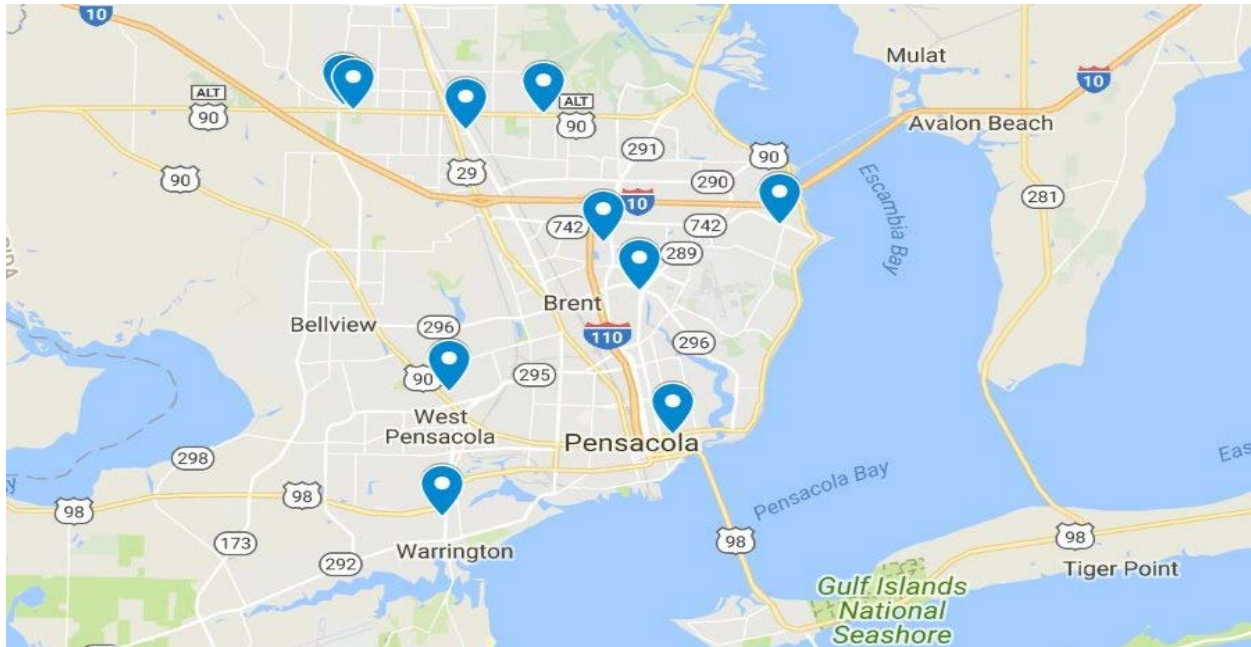 10
Mulat
10
ALT
90
ALT
90
Avalon Beach
291
90
29
90
290
10
281
742
742
Escambia Bay
289
Brent
Bellview
296
110
296
90
295
West
Pensacola
Pensacola
298
98
98
Pensacola Bay
173
292
Warrington
98
98
Tiger Point
Gulf Islands
National
Seashore